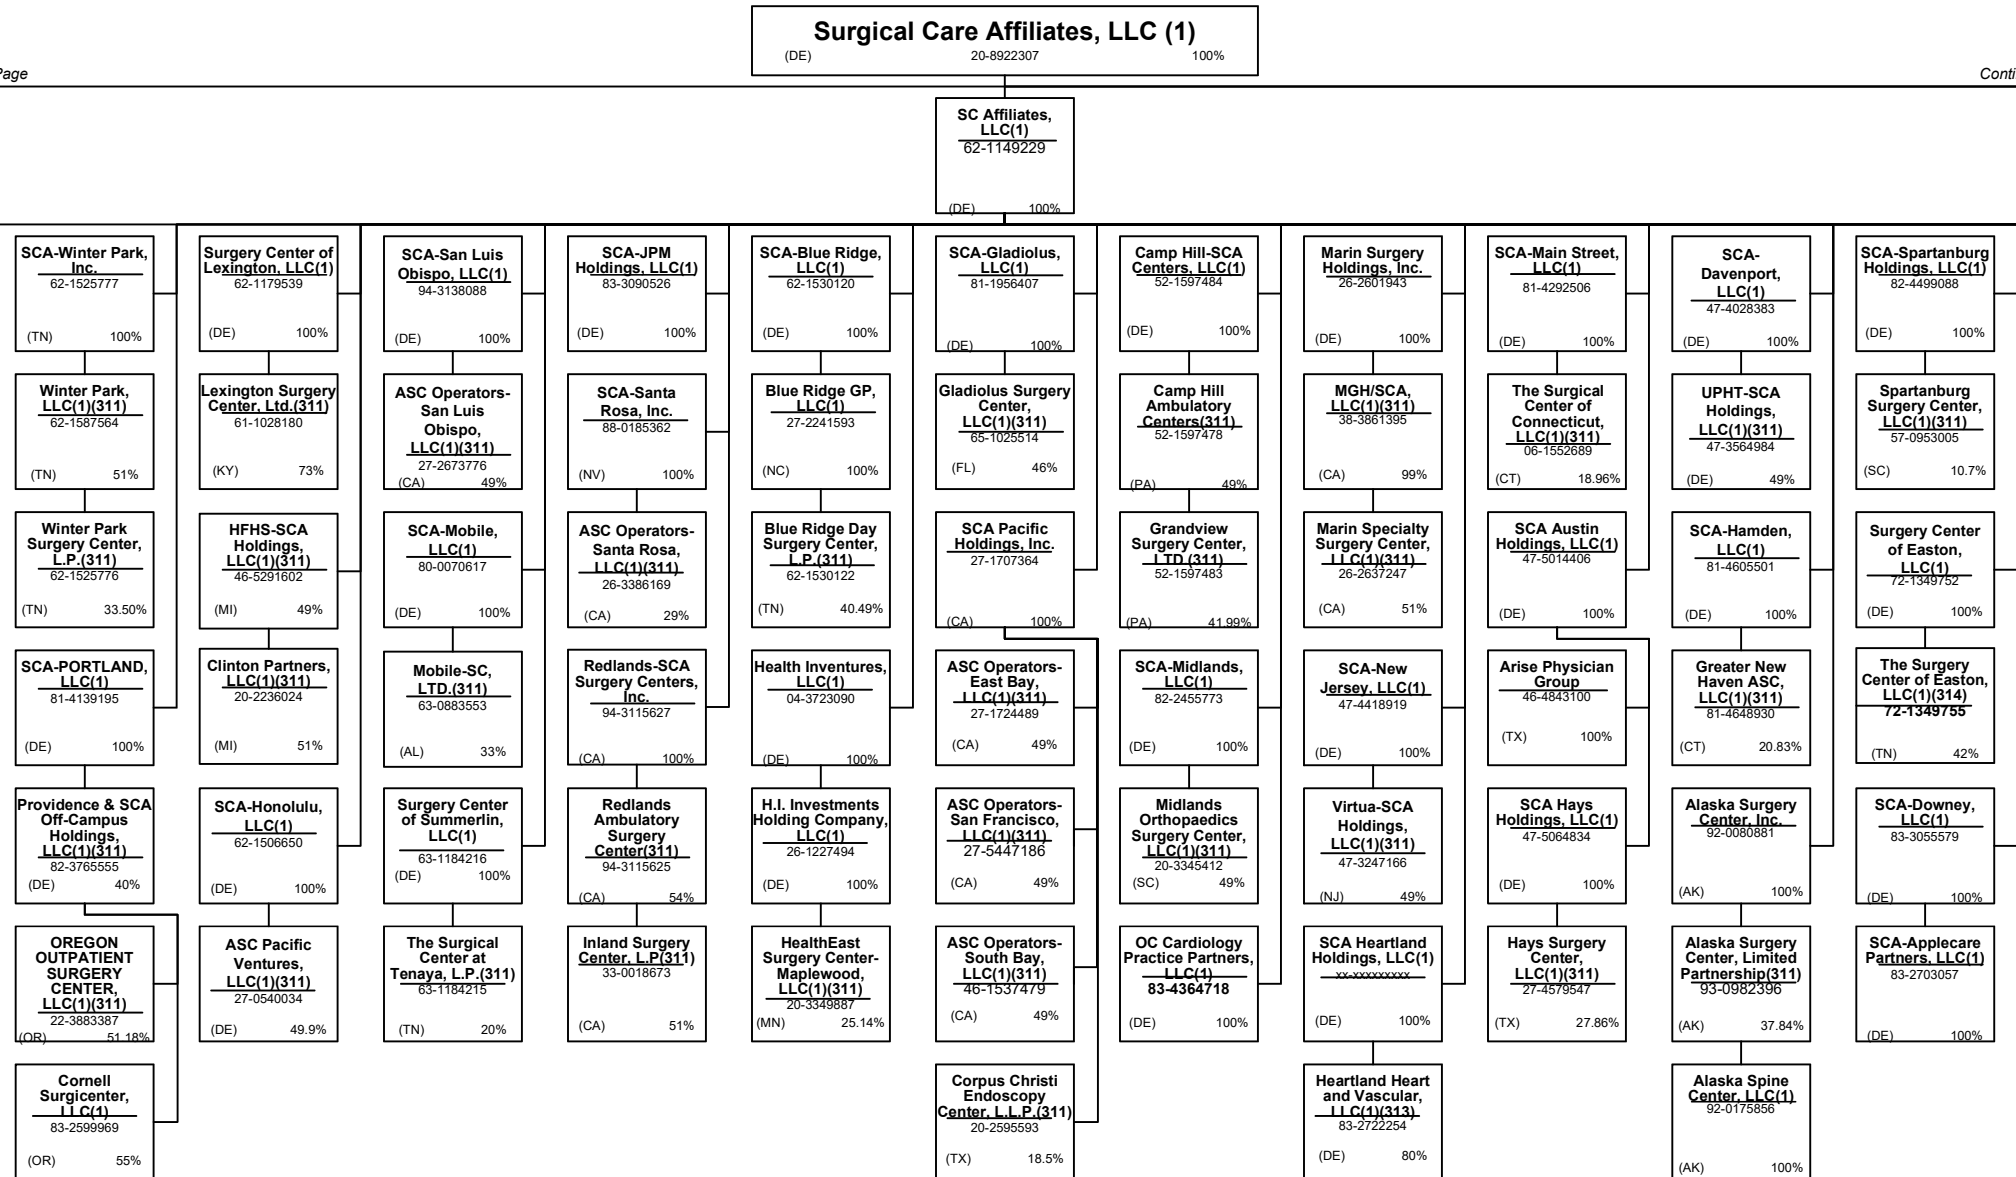 Surgical Care Affiliates, LLC (1)
(DE) 20-8922307 100%
Page
Conti
SC Affiliates,
LLC(1)
62-1149229
(DE) 100%
SCA-Winter Park,
Inc.
62-1525777
(TN) 100%
Surgery Center of
Lexington, LLC(1)
62-1179539
(DE) 100%
SCA-San Luis
Obispo, LLC(1)
94-3138088
(DE) 100%
SCA-JPM
Holdings, LLC(1)
83-3090526
(DE) 100%
SCA-Blue Ridge,
LLC(1)
62-1530120
(DE) 100%
SCA-Gladiolus,
LLC(1)
81-1956407
(DE) 100%
Camp Hill-SCA
Centers, LLC(1)
52-1597484
(DE) 100%
Marin Surgery
Holdings, Inc.
26-2601943
(DE) 100%
SCA-Main Street,
LLC(1)
81-4292506
(DE) 100%
SCA-
Davenport,
LLC(1)
47-4028383
(DE) 100%
SCA-Spartanburg
Holdings, LLC(1)
82-4499088
(DE) 100%
Winter Park,
LLC(1)(311)
62-1587564
(TN) 51%
Lexington Surgery
Center, Ltd.(311)
61-1028180
(KY) 73%
ASC Operators-
San Luis
Obispo,
LLC(1)(311)
27-2673776
(CA) 49%
SCA-Santa
Rosa, Inc.
88-0185362
(NV) 100%
Blue Ridge GP,
LLC(1)
27-2241593
(NC) 100%
Gladiolus Surgery
Center,
LLC(1)(311)
65-1025514
(FL) 46%
Camp Hill
Ambulatory
Centers(311)
52-1597478
(PA) 49%
MGH/SCA,
LLC(1)(311)
38-3861395
(CA) 99%
The Surgical
Center of
Connecticut,
LLC(1)(311)
06-1552689
(CT) 18.96%
UPHT-SCA
Holdings,
LLC(1)(311)
47-3564984
(DE) 49%
Spartanburg
Surgery Center,
LLC(1)(311)
57-0953005
(SC) 10.7%
Winter Park
Surgery Center,
L.P.(311)
62-1525776
(TN) 33.50%
HFHS-SCA
Holdings,
LLC(1)(311)
46-5291602
(MI) 49%
SCA-Mobile,
LLC(1)
80-0070617
(DE) 100%
ASC Operators-
Santa Rosa,
LLC(1)(311)
26-3386169
(CA) 29%
Blue Ridge Day
Surgery Center,
L.P.(311)
62-1530122
(TN) 40.49%
SCA Pacific
Holdings, Inc.
27-1707364
(CA) 100%
Grandview
Surgery Center,
LTD.(311)
52-1597483
(PA) 41.99%
Marin Specialty
Surgery Center,
LLC(1)(311)
26-2637247
(CA) 51%
SCA Austin
Holdings, LLC(1)
47-5014406
(DE) 100%
SCA-Hamden,
LLC(1)
81-4605501
(DE) 100%
Surgery Center
of Easton,
LLC(1)
72-1349752
(DE) 100%
SCA-PORTLAND,
LLC(1)
81-4139195
(DE) 100%
Clinton Partners,
LLC(1)(311)
20-2236024
(MI) 51%
Mobile-SC,
LTD.(311)
63-0883553
(AL) 33%
Redlands-SCA
Surgery Centers,
Inc.
94-3115627
(CA) 100%
Health Inventures,
LLC(1)
04-3723090
(DE) 100%
ASC Operators-
East Bay,
LLC(1)(311)
27-1724489
(CA) 49%
SCA-Midlands,
LLC(1)
82-2455773
(DE) 100%
SCA-New
Jersey, LLC(1)
47-4418919
(DE) 100%
Arise Physician
Group
46-4843100
(TX) 100%
Greater New
Haven ASC,
LLC(1)(311)
81-4648930
(CT) 20.83%
The Surgery
Center of Easton,
LLC(1)(314)
72-1349755
(TN) 42%
Providence & SCA
Off-Campus
Holdings,
LLC(1)(311)
82-3765555
(DE) 40%
SCA-Honolulu,
LLC(1)
62-1506650
(DE) 100%
Surgery Center
of Summerlin,
LLC(1)
63-1184216
(DE) 100%
Redlands
Ambulatory
Surgery
Center(311)
94-3115625
(CA) 54%
H.I. Investments
Holding Company,
LLC(1)
26-1227494
(DE) 100%
ASC Operators-
San Francisco,
LLC(1)(311)
27-5447186
(CA) 49%
Midlands
Orthopaedics
Surgery Center,
LLC(1)(311)
20-3345412
(SC) 49%
Virtua-SCA
Holdings,
LLC(1)(311)
47-3247166
(NJ) 49%
SCA Hays
Holdings, LLC(1)
47-5064834
(DE) 100%
Alaska Surgery
Center, Inc.
92-0080881
(AK) 100%
SCA-Downey,
LLC(1)
83-3055579
(DE) 100%
OREGON
OUTPATIENT
SURGERY
CENTER,
LLC(1)(311)
22-3883387
(OR) 51.18%
ASC Pacific
Ventures,
LLC(1)(311)
27-0540034
(DE) 49.9%
The Surgical
Center at
Tenaya, L.P.(311)
63-1184215
(TN) 20%
Inland Surgery
Center, L.P(311)
33-0018673
(CA) 51%
HealthEast
Surgery Center-
Maplewood,
LLC(1)(311)
20-3349887
(MN) 25.14%
ASC Operators-
South Bay,
LLC(1)(311)
46-1537479
(CA) 49%
OC Cardiology
Practice Partners,
LLC(1)
83-4364718
(DE) 100%
SCA Heartland
Holdings, LLC(1)
xx-xxxxxxxxx
(DE) 100%
Hays Surgery
Center,
LLC(1)(311)
27-4579547
(TX) 27.86%
Alaska Surgery
Center, Limited
Partnership(311)
93-0982396
(AK) 37.84%
SCA-Applecare
Partners, LLC(1)
83-2703057
(DE) 100%
Cornell
Surgicenter,
LLC(1)
83-2599969
(OR) 55%
Corpus Christi
Endoscopy
Center, L.L.P.(311)
20-2595593
(TX) 18.5%
Heartland Heart
and Vascular,
LLC(1)(313)
83-2722254
(DE) 80%
Alaska Spine
Center, LLC(1)
92-0175856
(AK) 100%